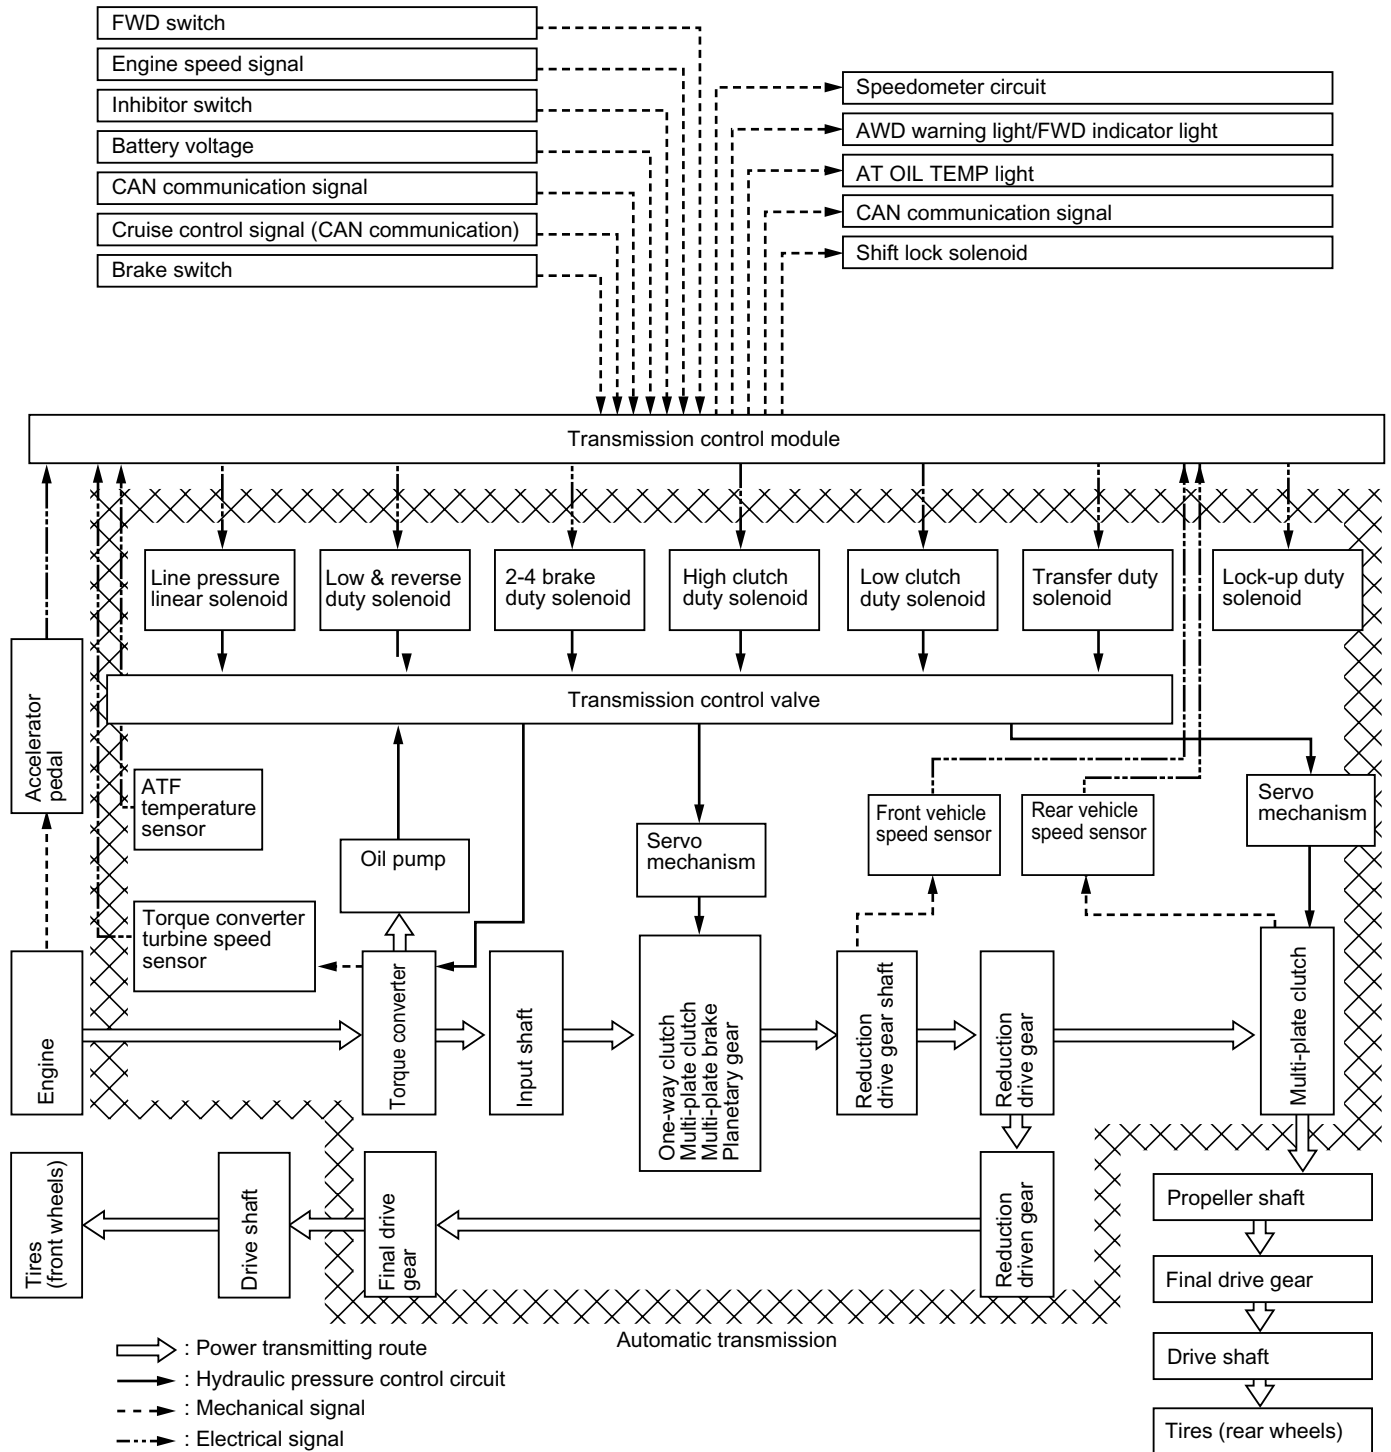 FWD switch
Engine speed signal
Inhibitor switch
Battery voltage
CAN communication signal
Cruise control signal (CAN communication)
Brake switch
Speedometer circuit
AWD warning light/FWD indicator light
AT OIL TEMP light
CAN communication signal
Shift lock solenoid
Transmission control module
Line pressure
linear solenoid
Low & reverse
duty solenoid
2-4 brake
duty solenoid
High clutch
duty solenoid
Low clutch
duty solenoid
Transfer duty
solenoid
Lock-up duty
solenoid
Transmission control valve
Accelerator
pedal
ATF
temperature
sensor
Oil pump
Servo
mechanism
Front vehicle
speed sensor
Rear vehicle
speed sensor
Servo
mechanism
Torque converter
turbine speed
sensor
Engine
Torque converter
Input shaft
One-way clutch
Multi-plate clutch
Multi-plate brake
Planetary gear
Reduction
drive gear shaft
Reduction
drive gear
Multi-plate clutch
Tires
(front wheels)
Drive shaft
Final drive
gear
Reduction
driven gear
Propeller shaft
Final drive gear
Drive shaft
Tires (rear wheels)
Automatic transmission
: Power transmitting route
: Hydraulic pressure control circuit
: Mechanical signal
: Electrical signal